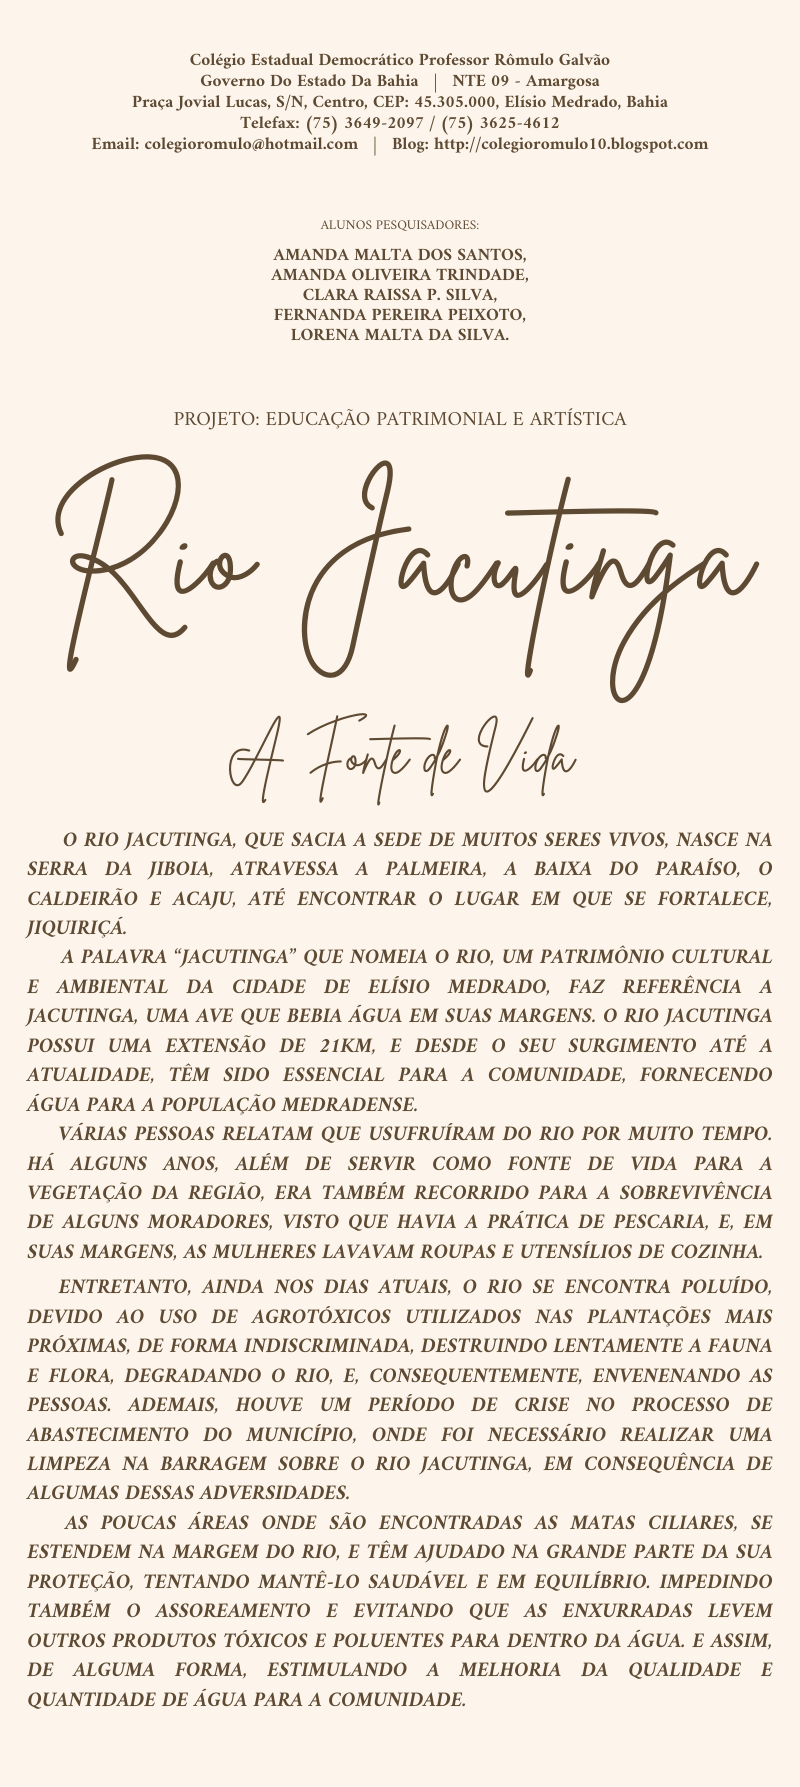 Colégio Estadual Democrático Professor Rômulo Galvão
Governo Do Estado Da Bahia | NTE 09 - Amargosa
Praça Jovial Lucas, S/N, Centro, CEP: 45.305.000, Elísio Medrado, Bahia
Telefax: (75) 3649-2097 / (75) 3625-4612
Email: colegioromulo@hotmail.com | Blog: http://colegioromulo10.blogspot.com
ALUNOS PESQUISADORES:
AMANDA MALTA DOS SANTOS,
AMANDA OLIVEIRA TRINDADE,
CLARA RAISSA P. SILVA,
FERNANDA PEREIRA PEIXOTO,
LORENA MALTA DA SILVA.
PROJETO: EDUCAÇÃO PATRIMONIAL E ARTÍSTICA
Rio Jacutinga
A Fonte de Vida
O RIO JACUTINGA, QUE SACIA A SEDE DE MUITOS SERES VIVOS, NASCE NA
SERRA DA JIBOIA, ATRAVESSA A PALMEIRA, A BAIXA DO PARAÍSO, O
CALDEIRÃO E ACAJU, ATÉ ENCONTRAR O LUGAR EM QUE SE FORTALECE,
JIQUIRIÇÁ.
A PALAVRA “JACUTINGA” QUE NOMEIA O RIO, UM PATRIMÔNIO CULTURAL
E AMBIENTAL DA CIDADE DE ELÍSIO MEDRADO, FAZ REFERÊNCIA A
JACUTINGA, UMA AVE QUE BEBIA ÁGUA EM SUAS MARGENS. O RIO JACUTINGA
POSSUI UMA EXTENSÃO DE 21KM, E DESDE O SEU SURGIMENTO ATÉ A
ATUALIDADE, TÊM SIDO ESSENCIAL PARA A COMUNIDADE, FORNECENDO
ÁGUA PARA A POPULAÇÃO MEDRADENSE.
VÁRIAS PESSOAS RELATAM QUE USUFRUÍRAM DO RIO POR MUITO TEMPO.
HÁ ALGUNS ANOS, ALÉM DE SERVIR COMO FONTE DE VIDA PARA A
VEGETAÇÃO DA REGIÃO, ERA TAMBÉM RECORRIDO PARA A SOBREVIVÊNCIA
DE ALGUNS MORADORES, VISTO QUE HAVIA A PRÁTICA DE PESCARIA, E, EM
SUAS MARGENS, AS MULHERES LAVAVAM ROUPAS E UTENSÍLIOS DE COZINHA.
ENTRETANTO, AINDA NOS DIAS ATUAIS, O RIO SE ENCONTRA POLUÍDO,
DEVIDO AO USO DE AGROTÓXICOS UTILIZADOS NAS PLANTAÇÕES MAIS
PRÓXIMAS, DE FORMA INDISCRIMINADA, DESTRUINDO LENTAMENTE A FAUNA
E FLORA, DEGRADANDO O RIO, E, CONSEQUENTEMENTE, ENVENENANDO AS
PESSOAS. ADEMAIS, HOUVE UM PERÍODO DE CRISE NO PROCESSO DE
ABASTECIMENTO DO MUNICÍPIO, ONDE FOI NECESSÁRIO REALIZAR UMA
LIMPEZA NA BARRAGEM SOBRE O RIO JACUTINGA, EM CONSEQUÊNCIA DE
ALGUMAS DESSAS ADVERSIDADES.
AS POUCAS ÁREAS ONDE SÃO ENCONTRADAS AS MATAS CILIARES, SE
ESTENDEM NA MARGEM DO RIO, E TÊM AJUDADO NA GRANDE PARTE DA SUA
PROTEÇÃO, TENTANDO MANTÊ-LO SAUDÁVEL E EM EQUILÍBRIO. IMPEDINDO
TAMBÉM O ASSOREAMENTO E EVITANDO QUE AS ENXURRADAS LEVEM
OUTROS PRODUTOS TÓXICOS E POLUENTES PARA DENTRO DA ÁGUA. E ASSIM,
DE ALGUMA FORMA, ESTIMULANDO A MELHORIA DA QUALIDADE E
QUANTIDADE DE ÁGUA PARA A COMUNIDADE.